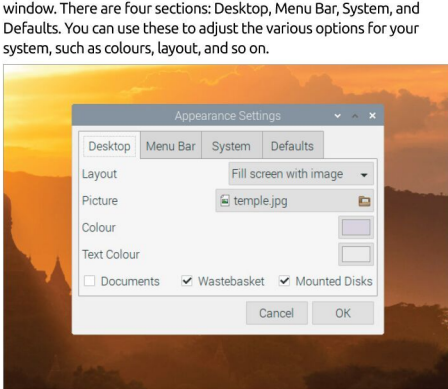 window. There are four sections: Desktop, Menu Bar, System, and
Defaults. You can use these to adjust the various options for your
system, such as colours, layout, and so on.
Appearance Settings
Desktop Menu Bar System Defaults
Layout Fill screen with image
Picture temple.jpg
Colour
Text Colour
Documents Wastebasket Mounted Disks
Cancel OK